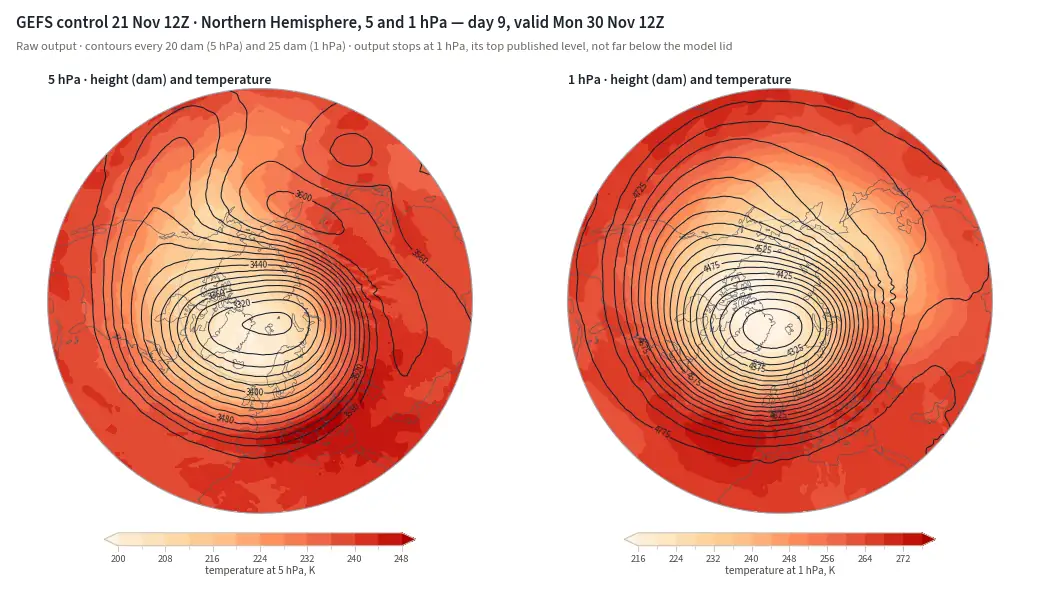 GEFS control 21 Nov 12Z · Northern Hemisphere, 5 and 1 hPa — day 9, valid Mon 30 Nov 12Z
Raw output · contours every 20 dam (5 hPa) and 25 dam (1 hPa) · output stops at 1 hPa, its top published level, not far below the model lid
5 hPa · height (dam) and temperature
1 hPa · height (dam) and temperature
3600
3560
3440
3320
3480
4525
4475
4425
4325
200 208 216 224 232 240 248
temperature at 5 hPa, K
216 224 232 240 248 256 264 272
temperature at 1 hPa, K